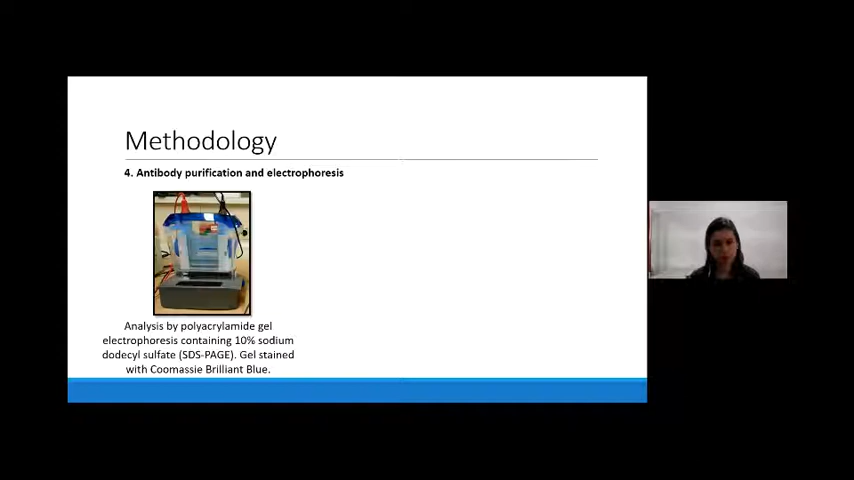 Methodology
4. Antibody purification and electrophoresis
Analysis by polyacrylamide gel
electrophoresis containing 10% sodium
dodecyl sulfate (SDS-PAGE). Gel stained
with Coomassie Brilliant Blue.